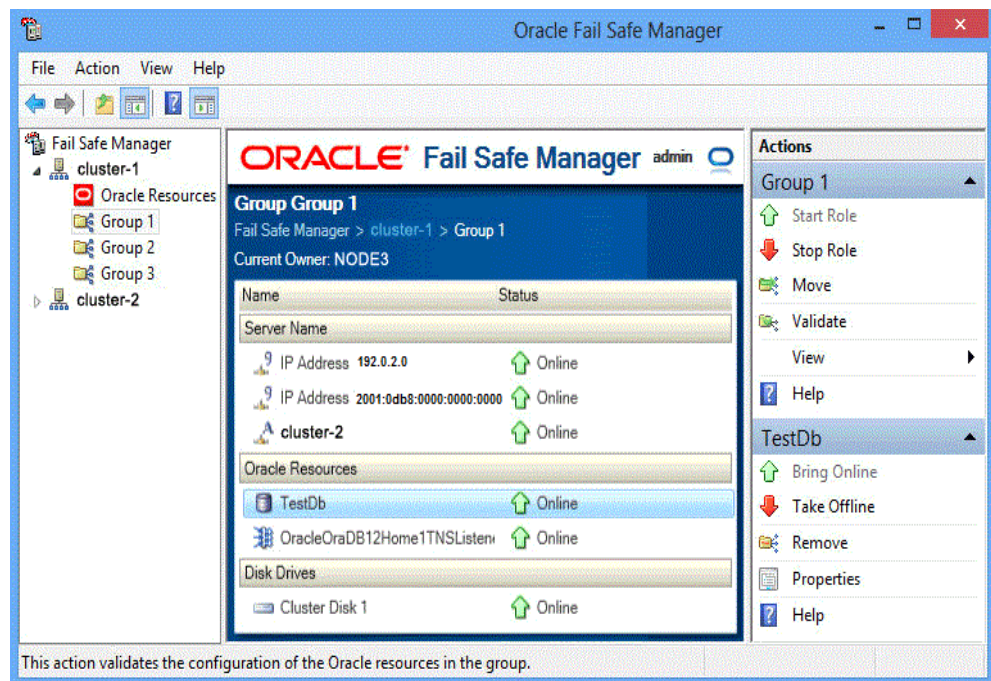 Oracle Fail Safe Manager
File Action View Help
Fail Safe Manager
cluster-1
Oracle Resources
Group 1
Group 2
Group 3
cluster-2
ORACLE Fail Safe Manager admin
Group Group 1
Fail Safe Manager > cluster-1 > Group 1
Current Owner: NODE3
Name Status
Server Name
IP Address 192.0.2.0 Online
IP Address 2001:0db8:0000:0000:0000 Online
cluster-2 Online
Oracle Resources
TestDb Online
OracleOraDB12Home1TNSListen Online
Disk Drives
Cluster Disk 1 Online
Actions
Group 1
Start Role
Stop Role
Move
Validate
View
Help
TestDb
Bring Online
Take Offline
Remove
Properties
Help
This action validates the configuration of the Oracle resources in the group.